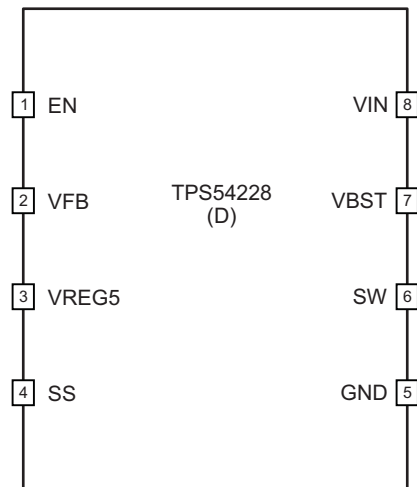 1 EN
VIN 8
2 VFB
TPS54228
(D)
VBST 7
3 VREG5
SW 6
4 SS
GND 5